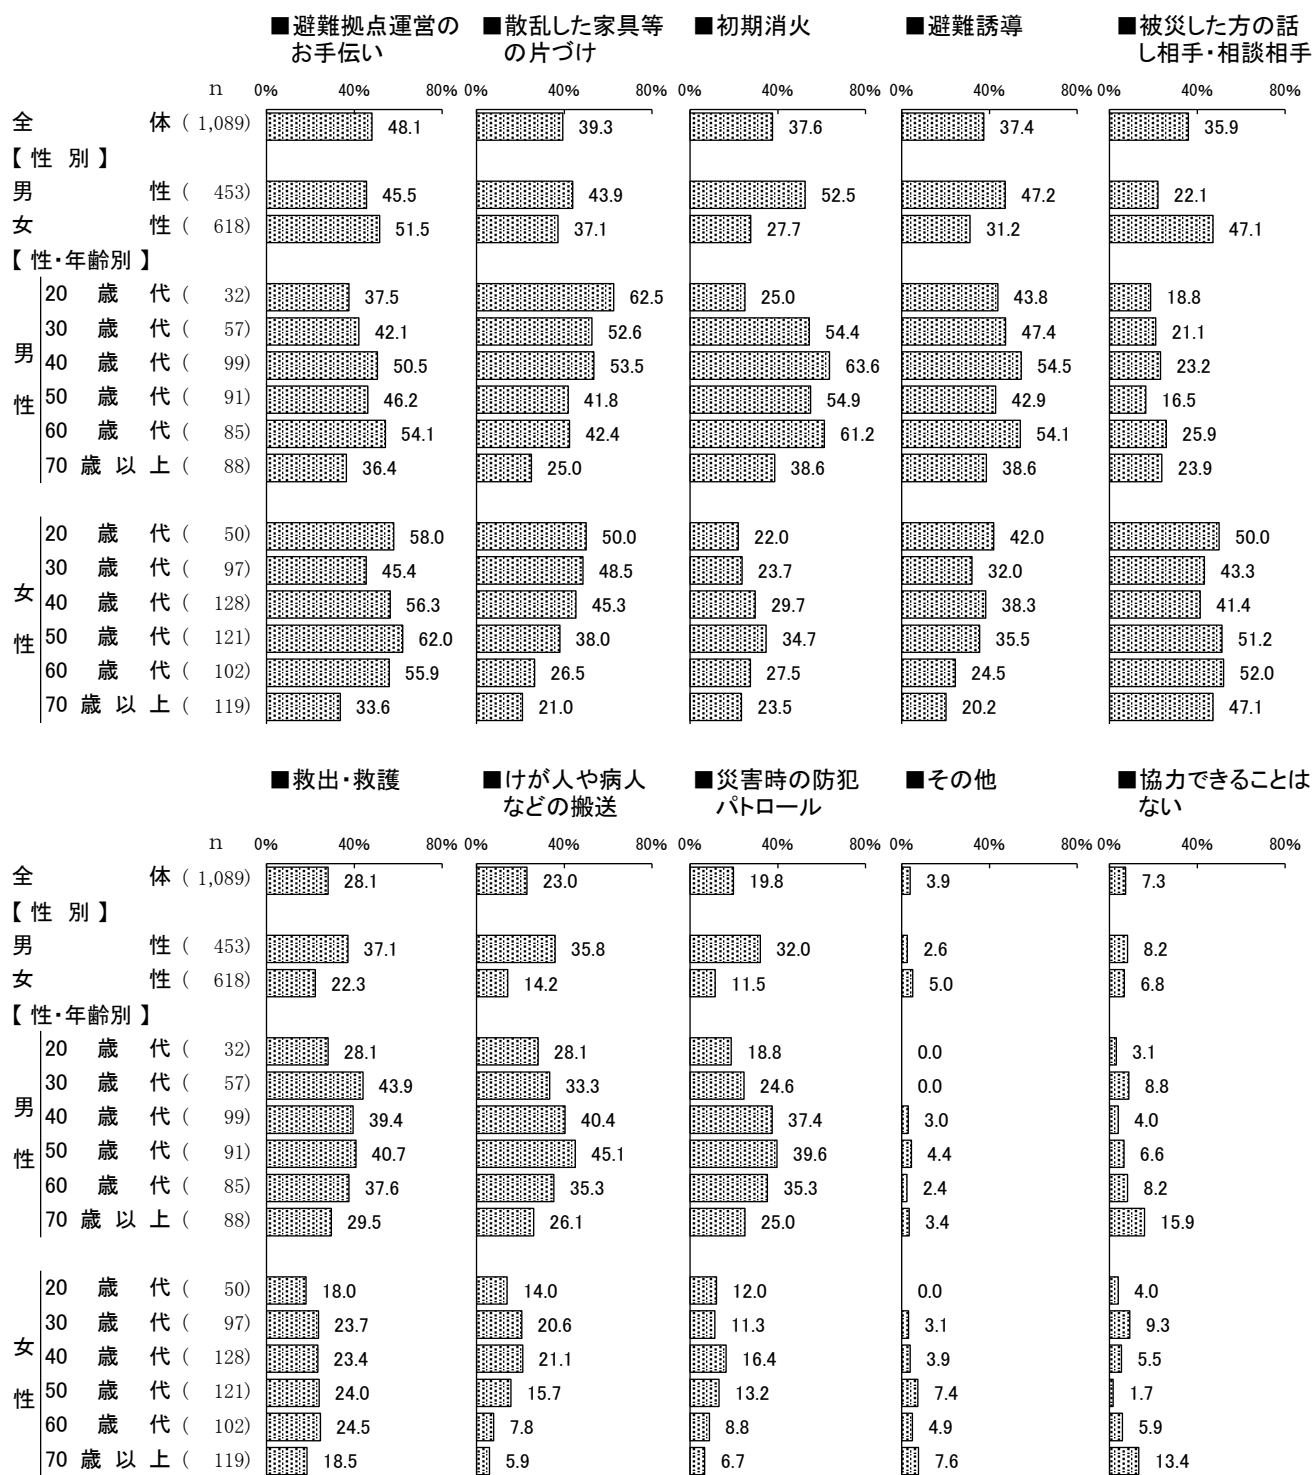 ■避難拠点運営の ■散乱した家具等 ■初期消火 ■避難誘導 ■被災した方の話
お手伝い の片づけ し相手・相談相手
n 0% 40% 80% 0% 40% 80% 0% 40% 80% 0% 40% 80% 0% 40% 80%
全 体 ( 1,089) 48.1 39.3 37.6 37.4 35.9
【 性 別 】
男 性 ( 453) 45.5 43.9 52.5 47.2 22.1
女 性 ( 618) 51.5 37.1 27.7 31.2 47.1
【 性・年齢別 】
男性
20 歳 代 ( 32) 37.5 62.5 25.0 43.8 18.8
30 歳 代 ( 57) 42.1 52.6 54.4 47.4 21.1
40 歳 代 ( 99) 50.5 53.5 63.6 54.5 23.2
50 歳 代 ( 91) 46.2 41.8 54.9 42.9 16.5
60 歳 代 ( 85) 54.1 42.4 61.2 54.1 25.9
70 歳 以 上 ( 88) 36.4 25.0 38.6 38.6 23.9
女性
20 歳 代 ( 50) 58.0 50.0 22.0 42.0 50.0
30 歳 代 ( 97) 45.4 48.5 23.7 32.0 43.3
40 歳 代 ( 128) 56.3 45.3 29.7 38.3 41.4
50 歳 代 ( 121) 62.0 38.0 34.7 35.5 51.2
60 歳 代 ( 102) 55.9 26.5 27.5 24.5 52.0
70 歳 以 上 ( 119) 33.6 21.0 23.5 20.2 47.1
■救出・救護 ■けが人や病人 ■災害時の防犯 ■その他 ■協力できることは
などの搬送 パトロール ない
n 0% 40% 80% 0% 40% 80% 0% 40% 80% 0% 40% 80% 0% 40% 80%
全 体 ( 1,089) 28.1 23.0 19.8 3.9 7.3
【 性 別 】
男 性 ( 453) 37.1 35.8 32.0 2.6 8.2
女 性 ( 618) 22.3 14.2 11.5 5.0 6.8
【 性・年齢別 】
男性
20 歳 代 ( 32) 28.1 28.1 18.8 0.0 3.1
30 歳 代 ( 57) 43.9 33.3 24.6 0.0 8.8
40 歳 代 ( 99) 39.4 40.4 37.4 3.0 4.0
50 歳 代 ( 91) 40.7 45.1 39.6 4.4 6.6
60 歳 代 ( 85) 37.6 35.3 35.3 2.4 8.2
70 歳 以 上 ( 88) 29.5 26.1 25.0 3.4 15.9
女性
20 歳 代 ( 50) 18.0 14.0 12.0 0.0 4.0
30 歳 代 ( 97) 23.7 20.6 11.3 3.1 9.3
40 歳 代 ( 128) 23.4 21.1 16.4 3.9 5.5
50 歳 代 ( 121) 24.0 15.7 13.2 7.4 1.7
60 歳 代 ( 102) 24.5 7.8 8.8 4.9 5.9
70 歳 以 上 ( 119) 18.5 5.9 6.7 7.6 13.4